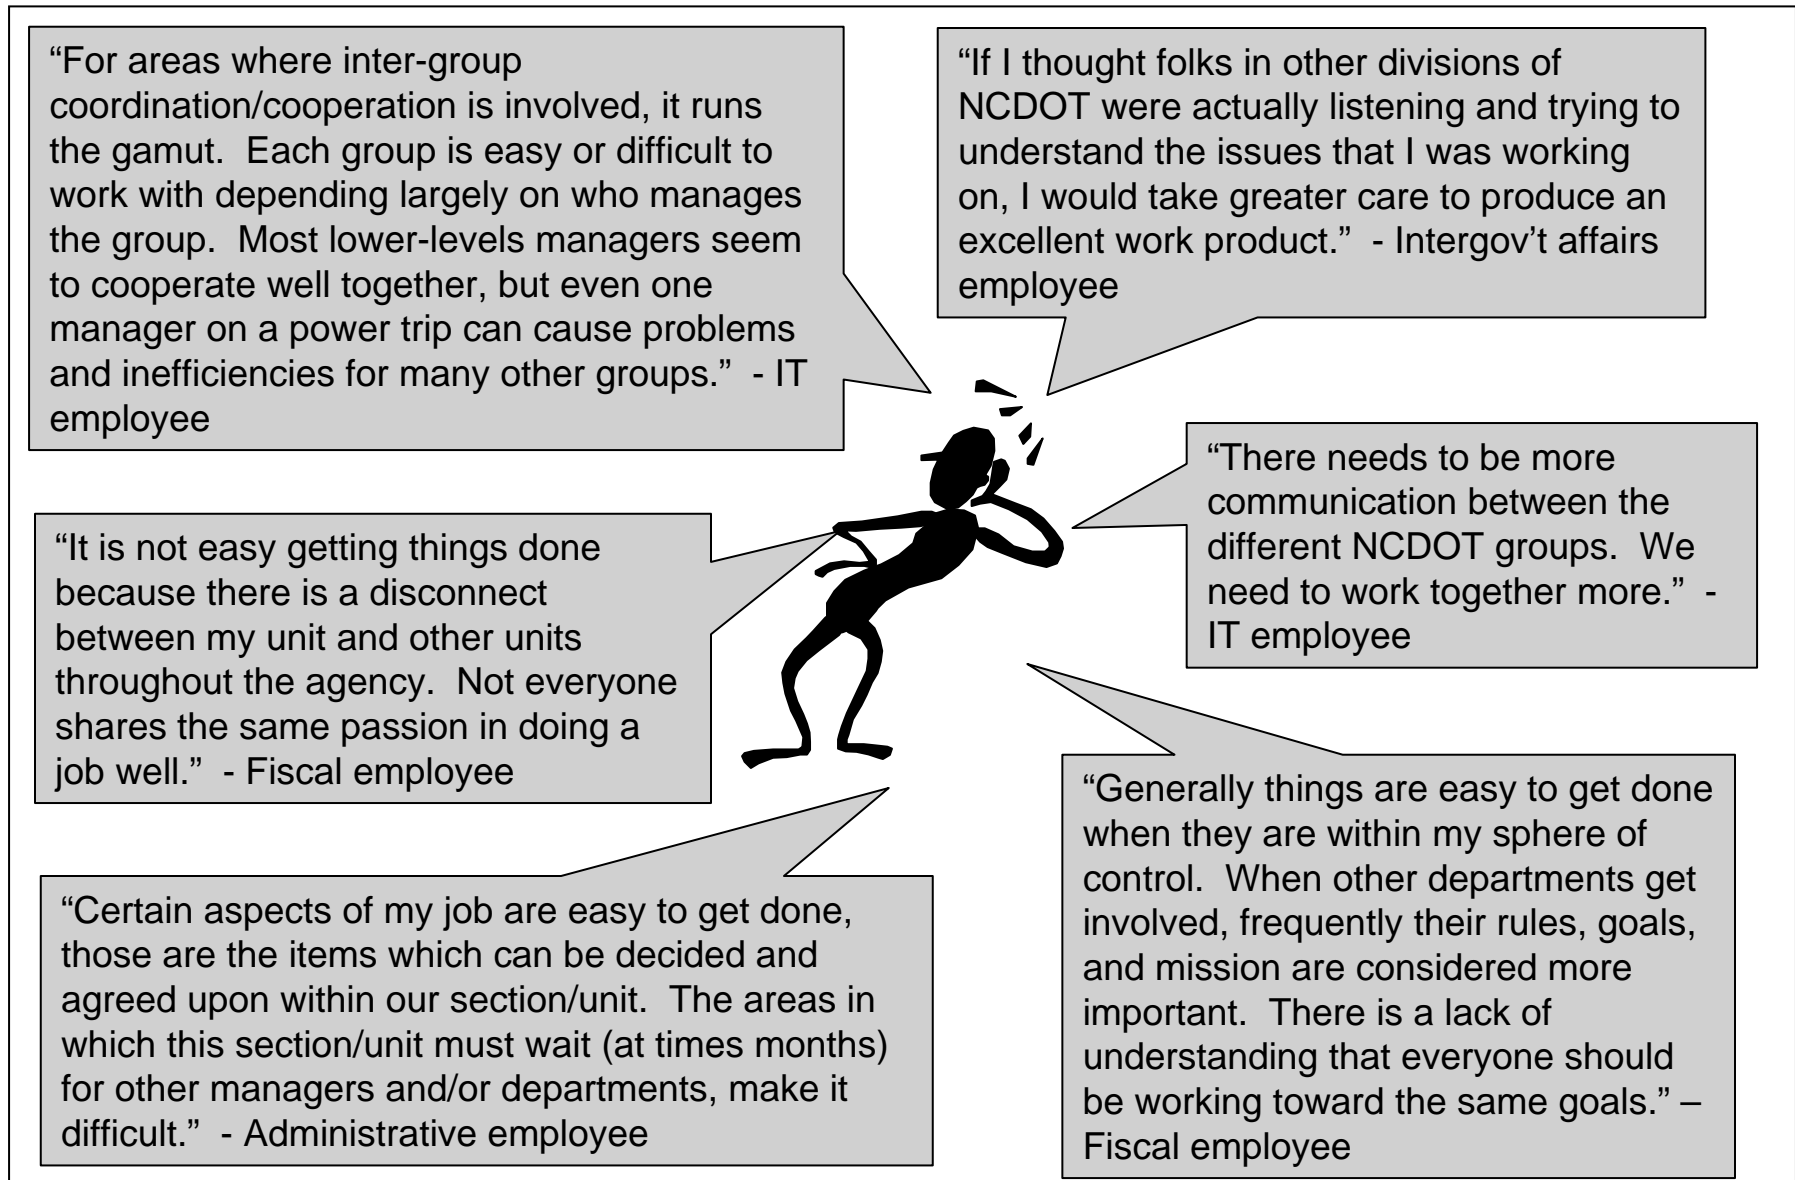 “For areas where inter-group
coordination/cooperation is involved, it runs
the gamut.  Each group is easy or difficult to
work with depending largely on who manages
the group.  Most lower-levels managers seem
to cooperate well together, but even one
manager on a power trip can cause problems
and inefficiencies for many other groups.”  - IT
employee
“If I thought folks in other divisions of
NCDOT were actually listening and trying to
understand the issues that I was working
on, I would take greater care to produce an
excellent work product.”  - Intergov’t affairs
employee
“There needs to be more
communication between the
different NCDOT groups.  We
need to work together more.”  -
IT employee
“It is not easy getting things done
because there is a disconnect
between my unit and other units
throughout the agency.  Not everyone
shares the same passion in doing a
job well.”  - Fiscal employee
“Generally things are easy to get done
when they are within my sphere of
control.  When other departments get
involved, frequently their rules, goals,
and mission are considered more
important.  There is a lack of
understanding that everyone should
be working toward the same goals.” –
Fiscal employee
“Certain aspects of my job are easy to get done,
those are the items which can be decided and
agreed upon within our section/unit.  The areas in
which this section/unit must wait (at times months)
for other managers and/or departments, make it
difficult.”  - Administrative employee